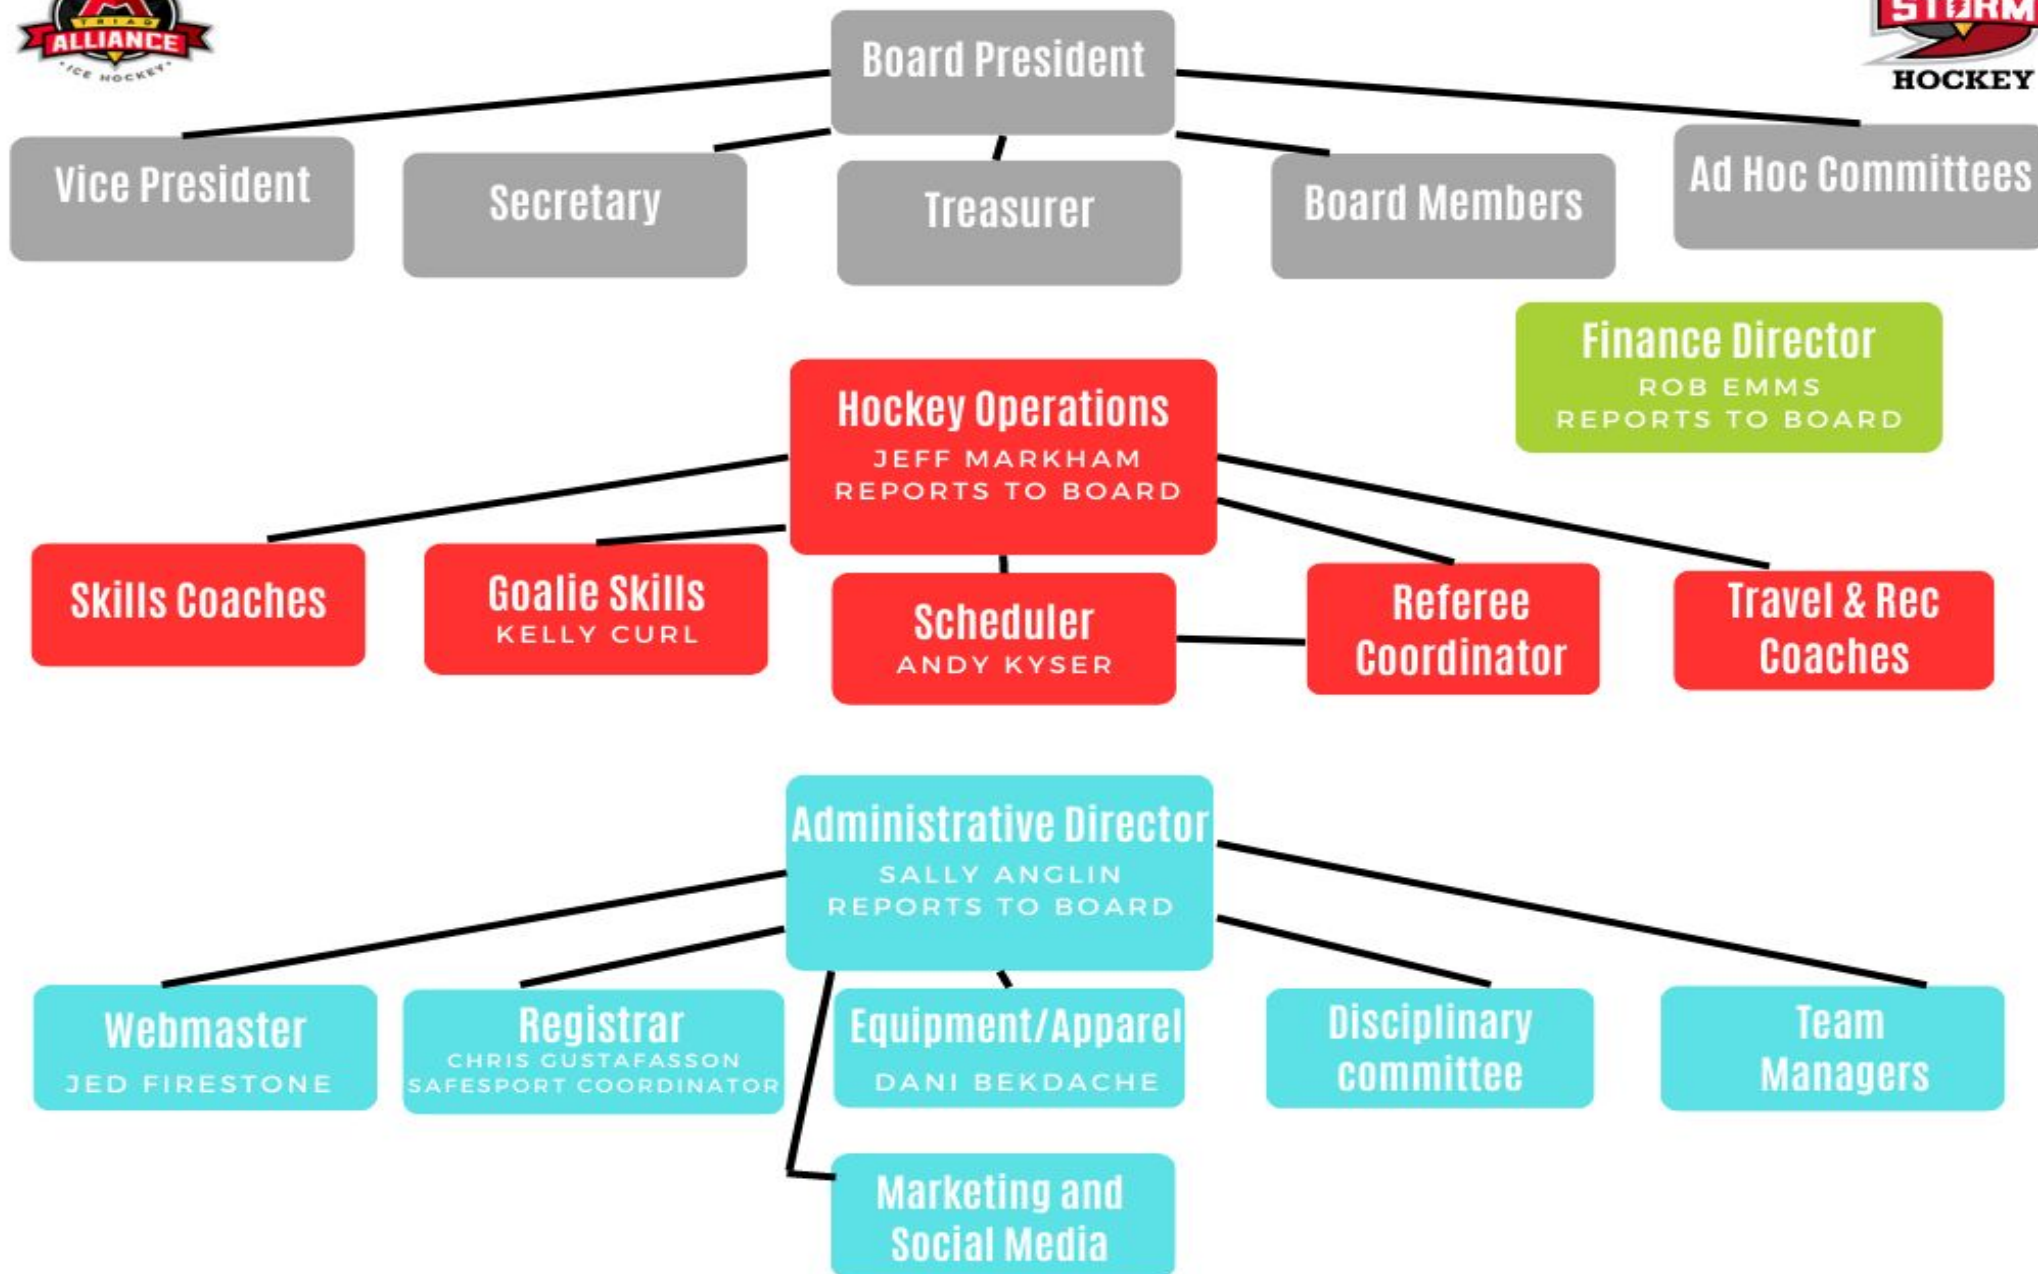 TRIAD
ALLIANCE
ICE HOCKEY
STORM
HOCKEY
Board President
Vice President
Secretary
Treasurer
Board Members
Ad Hoc Committees
Finance Director
ROB EMMS
REPORTS TO BOARD
Hockey Operations
JEFF MARKHAM
REPORTS TO BOARD
Skills Coaches
Goalie Skills
KELLY CURL
Scheduler
ANDY KYSER
Referee
Coordinator
Travel & Rec
Coaches
Administrative Director
SALLY ANGLIN
REPORTS TO BOARD
Webmaster
JED FIRESTONE
Registrar
CHRIS GUSTAFASSON
SAFESPORT COORDINATOR
Equipment/Apparel
DANI BEKDACHE
Disciplinary
committee
Team
Managers
Marketing and
Social Media